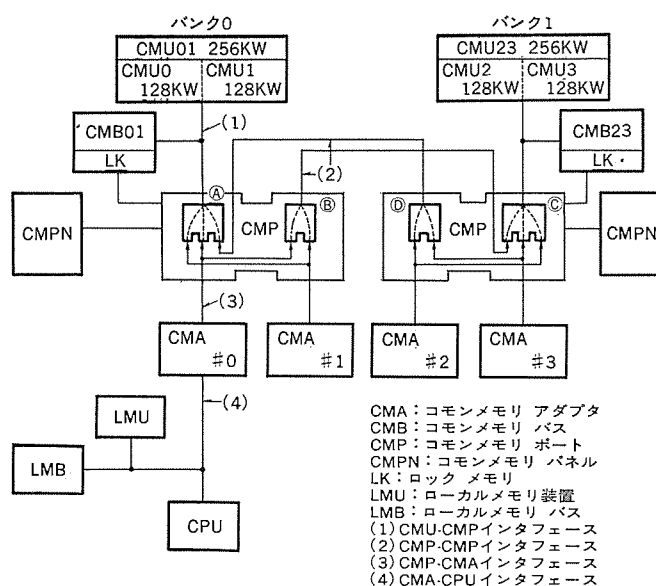 バンク0
CMU01 256KW
CMU0
128KW
CMU1
128KW
バンク1
CMU23 256KW
CMU2
128KW
CMU3
128KW
CMB01
LK
(1)
(2)
CMB23
LK
CMPN
Ⓐ
CMP
Ⓑ
Ⓓ
CMP
Ⓒ
CMPN
(3)
CMA
#0
CMA
#1
CMA
#2
CMA
#3
(4)
LMU
LMB
CPU
CMA:コモンメモリ アダプタ
CMB:コモンメモリ バス
CMP:コモンメモリ ポート
CMPN:コモンメモリ パネル
LK:ロック メモリ
LMU:ローカルメモリ装置
LMB:ローカルメモリ バス
(1)CMU-CMPインタフェース
(2)CMP-CMPインタフェース
(3)CMP-CMAインタフェース
(4)CMA-CPUインタフェース